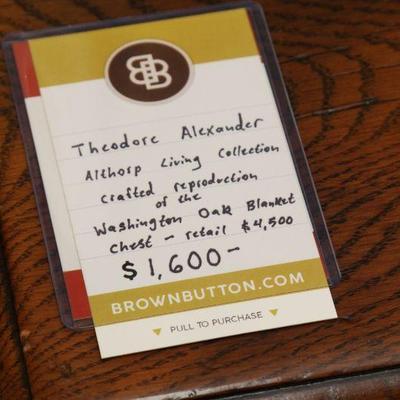 BB
Theodore Alexander
Althorp Living Collection
crafted reproduction
of the
Washington Oak Blanket
Chest - retail $4,500
$1,600-
BROWNBUTTON.COM
PULL TO PURCHASE